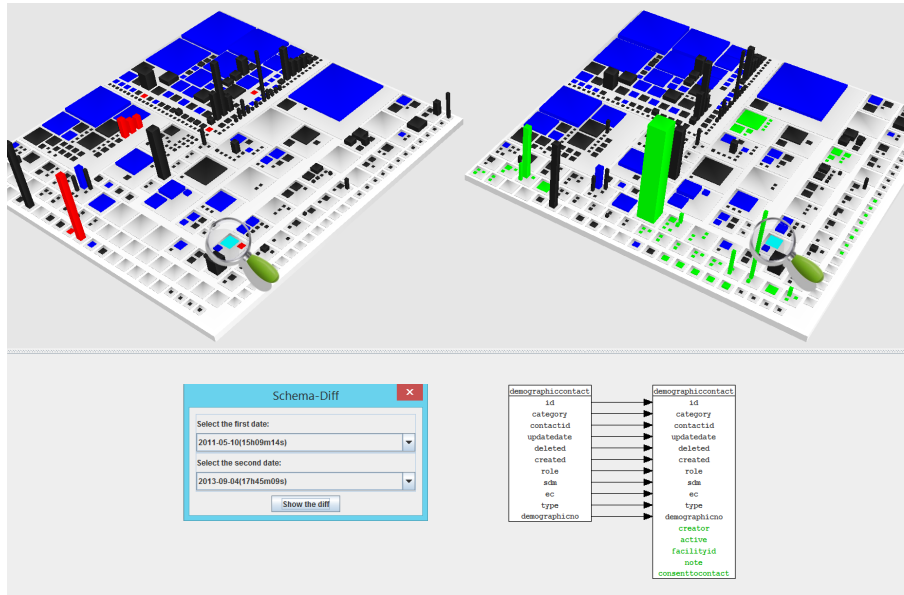 Schema-Diff
Select the first date:
2011-05-10(15h09m14s)
Select the second date:
2013-09-04(17h45m09s)
Show the diff
demographiccontact
id
category
contactid
updatedate
deleted
created
role
sdm
ec
type
demographicno
demographiccontact
id
category
contactid
updatedate
deleted
created
role
sdm
ec
type
demographicno
creator
active
facilityid
note
consenttocontact